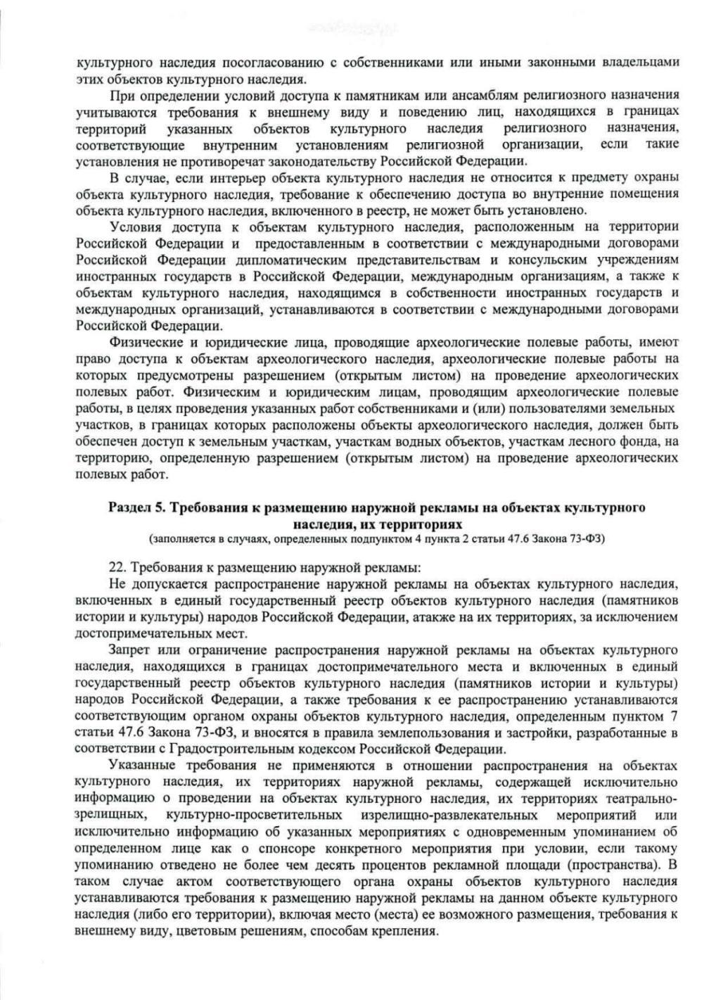 культурного наследия посогласованию с собственниками или иными законными владельцами
этих объектов культурного наследия.
При определении условий доступа к памятникам или ансамблям религиозного назначения
учитываются требования к внешнему виду и поведению лиц, находящихся в границах
территорий указанных объектов культурного наследия религиозного назначения,
соответствующие внутренним установлениям религиозной организации, если такие
установления не противоречат законодательству Российской Федерации.
В случае, если интерьер объекта культурного наследия не относится к предмету охраны
объекта культурного наследия, требование к обеспечению доступа во внутренние помещения
объекта культурного наследия, включенного в реестр, не может быть установлено.
Условия доступа к объектам культурного наследия, расположенным на территории
Российской Федерации и предоставленным в соответствии с международными договорами
Российской Федерации дипломатическим представительствам и консульским учреждениям
иностранных государств в Российской Федерации, международным организациям, а также к
объектам культурного наследия, находящимся в собственности иностранных государств и
международных организаций, устанавливаются в соответствии с международными договорами
Российской Федерации.
Физические и юридические лица, проводящие археологические полевые работы, имеют
право доступа к объектам археологического наследия, археологические полевые работы на
которых предусмотрены разрешением (открытым листом) на проведение археологических
полевых работ. Физическим и юридическим лицам, проводящим археологические полевые
работы, в целях проведения указанных работ собственниками и (или) пользователями земельных
участков, в границах которых расположены объекты археологического наследия, должен быть
обеспечен доступ к земельным участкам, участкам водных объектов, участкам лесного фонда, на
территорию, определенную разрешением (открытым листом) на проведение археологических
полевых работ.
Раздел 5. Требования к размещению наружной рекламы на объектах культурного
наследия, их территориях
(заполняется в случаях, определенных подпунктом 4 пункта 2 статьи 47.6 Закона 73-ФЗ)
22. Требования к размещению наружной рекламы:
Не допускается распространение наружной рекламы на объектах культурного наследия,
включенных в единый государственный реестр объектов культурного наследия (памятников
истории и культуры) народов Российской Федерации, атакже на их территориях, за исключением
достопримечательных мест.
Запрет или ограничение распространения наружной рекламы на объектах культурного
наследия, находящихся в границах достопримечательного места и включенных в единый
государственный реестр объектов культурного наследия (памятников истории и культуры)
народов Российской Федерации, а также требования к ее распространению устанавливаются
соответствующим органом охраны объектов культурного наследия, определенным пунктом 7
статьи 47.6 Закона 73-ФЗ, и вносятся в правила землепользования и застройки, разработанные в
соответствии с Градостроительным кодексом Российской Федерации.
Указанные требования не применяются в отношении распространения на объектах
культурного наследия, их территориях наружной рекламы, содержащей исключительно
информацию о проведении на объектах культурного наследия, их территориях театрально-
зрелищных, культурно-просветительных изрелищно-развлекательных мероприятий или
исключительно информацию об указанных мероприятиях с одновременным упоминанием об
определенном лице как о спонсоре конкретного мероприятия при условии, если такому
упоминанию отведено не более чем десять процентов рекламной площади (пространства). В
таком случае актом соответствующего органа охраны объектов культурного наследия
устанавливаются требования к размещению наружной рекламы на данном объекте культурного
наследия (либо его территории), включая место (места) ее возможного размещения, требования к
внешнему виду, цветовым решениям, способам крепления.